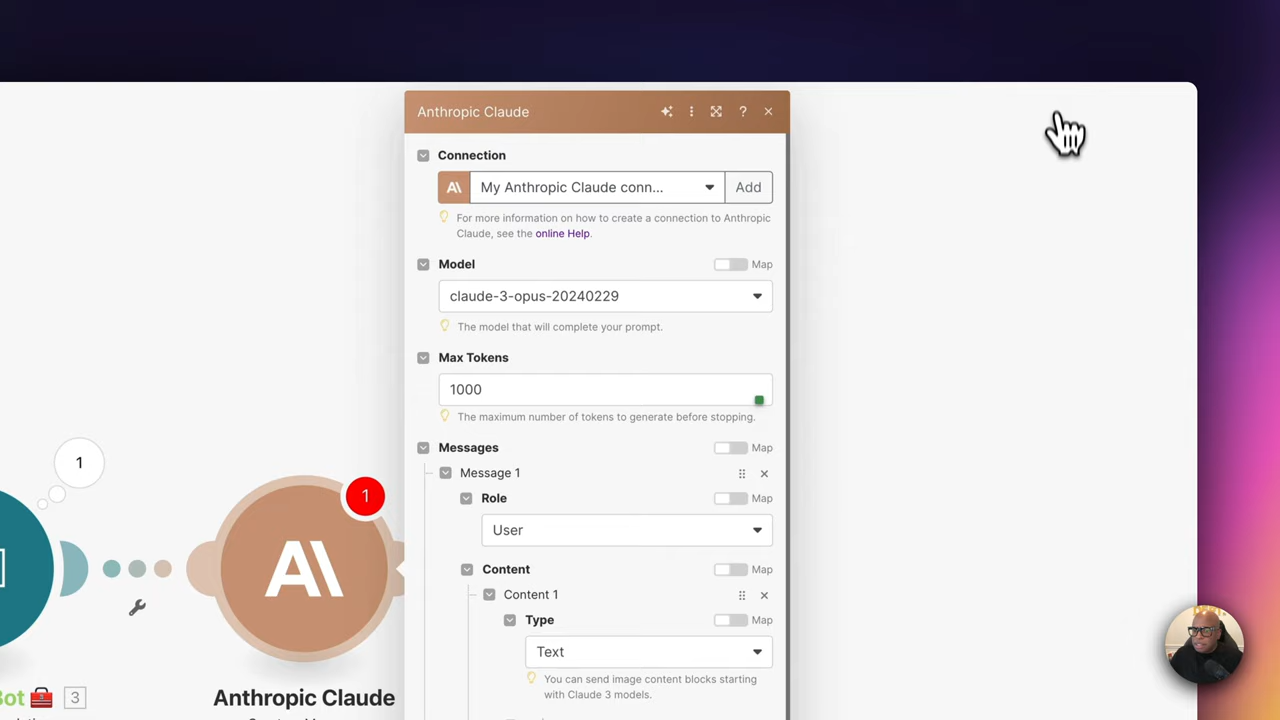 Anthropic Claude ?
Connection
My Anthropic Claude conn... Add
For more information on how to create a connection to Anthropic
Claude, see the online Help.
Model Map
claude-3-opus-20240229
The model that will complete your prompt.
Max Tokens
1000
The maximum number of tokens to generate before stopping.
Messages Map
Message 1
Role Map
User
Content Map
Content 1
Type Map
Text
You can send image content blocks starting
with Claude 3 models.
1
1
A\
ot 3
Anthropic Claude